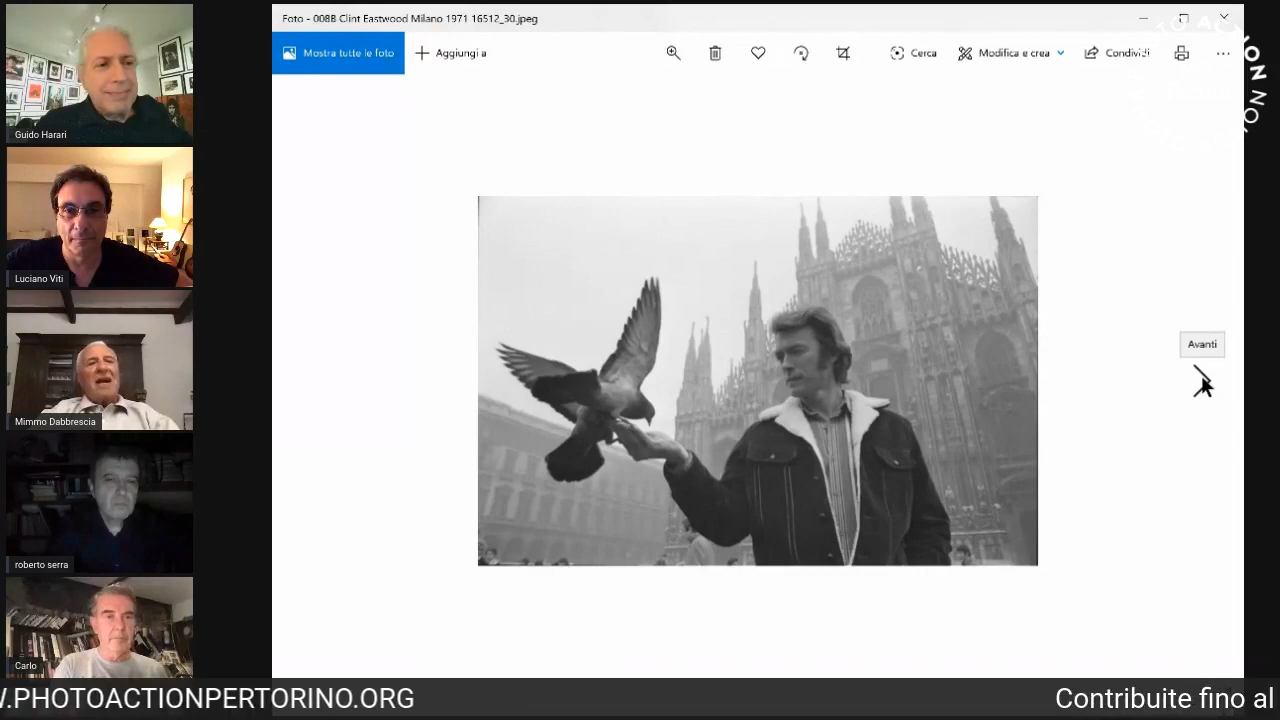 Foto - 008B Clint Eastwood Milano 1971 16512_30.jpeg
Mostra tutte le foto
Aggiungi a
Cerca
Modifica e crea
Condividi
Avanti
Guido Harari
Luciano Viti
Mimmo Dabbrescia
roberto serra
Carlo
.PHOTOACTIONPERTORINO.ORG
Contribuite fino al